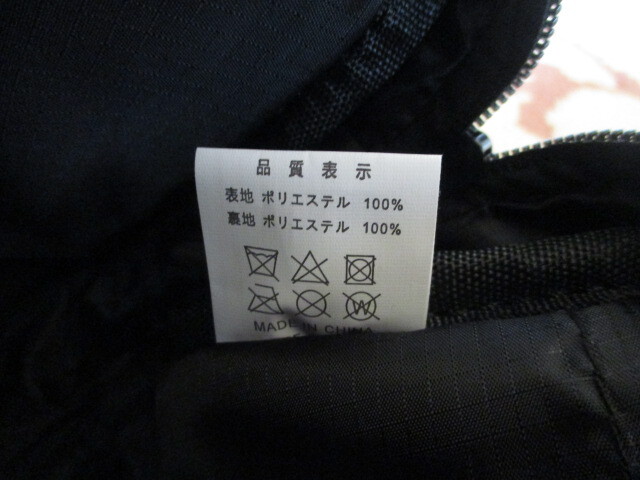 品質表示
表地 ポリエステル 100%
裏地 ポリエステル 100%
W
MADE IN CHINA